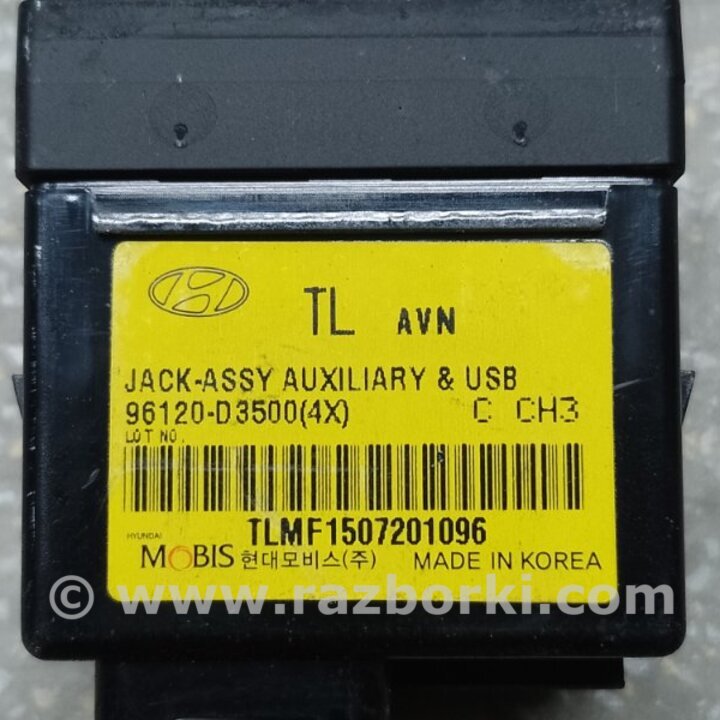 TL AVN
JACK-ASSY AUXILIARY & USB
96120-D3500(4X) C CH3
LOT NO.
TLMF1507201096
HYUNDAI
MOBIS 현대모비스(주) MADE IN KOREA
© www.razborki.com